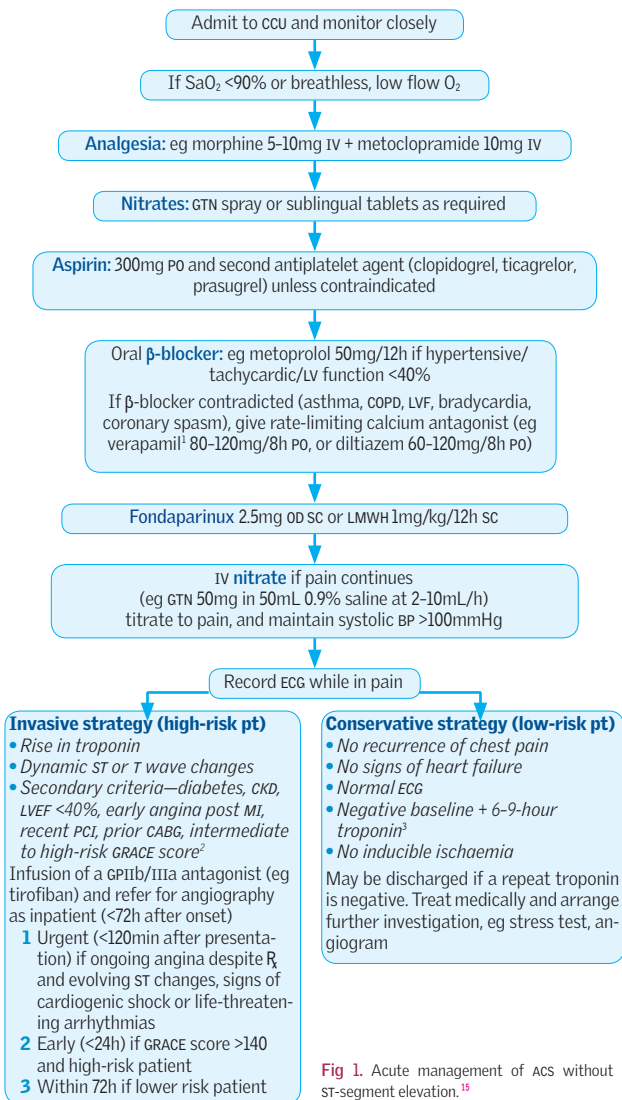 Admit to CCU and monitor closely
If SaO₂ <90% or breathless, low flow O₂
Analgesia: eg morphine 5-10mg IV + metoclopramide 10mg IV
Nitrates: GTN spray or sublingual tablets as required
Aspirin: 300mg PO and second antiplatelet agent (clopidogrel, ticagrelor,
prasugrel) unless contraindicated
Oral β-blocker: eg metoprolol 50mg/12h if hypertensive/
tachycardic/LV function <40%
If β-blocker contradicted (asthma, COPD, LVF, bradycardia,
coronary spasm), give rate-limiting calcium antagonist (eg
verapamil¹ 80–120mg/8h PO, or diltiazem 60–120mg/8h PO)
Fondaparinux 2.5mg OD SC or LMWH 1mg/kg/12h SC
IV nitrate if pain continues
(eg GTN 50mg in 50mL 0.9% saline at 2–10mL/h)
titrate to pain, and maintain systolic BP >100mmHg
Record ECG while in pain
Invasive strategy (high-risk pt)
• Rise in troponin
• Dynamic ST or T wave changes
• Secondary criteria—diabetes, CKD,
LVEF <40%, early angina post MI,
recent PCI, prior CABG, intermediate
to high-risk GRACE score²
Infusion of a GPIIb/IIIa antagonist (eg
tirofiban) and refer for angiography
as inpatient (<72h after onset)
1 Urgent (<120min after presenta-
tion) if ongoing angina despite ℞
and evolving ST changes, signs of
cardiogenic shock or life-threaten-
ing arrhythmias
2 Early (<24h) if GRACE score >140
and high-risk patient
3 Within 72h if lower risk patient
Conservative strategy (low-risk pt)
• No recurrence of chest pain
• No signs of heart failure
• Normal ECG
• Negative baseline + 6-9-hour
troponin³
• No inducible ischaemia
May be discharged if a repeat troponin
is negative. Treat medically and arrange
further investigation, eg stress test, an-
giogram
Fig 1. Acute management of ACS without
ST-segment elevation.¹⁵